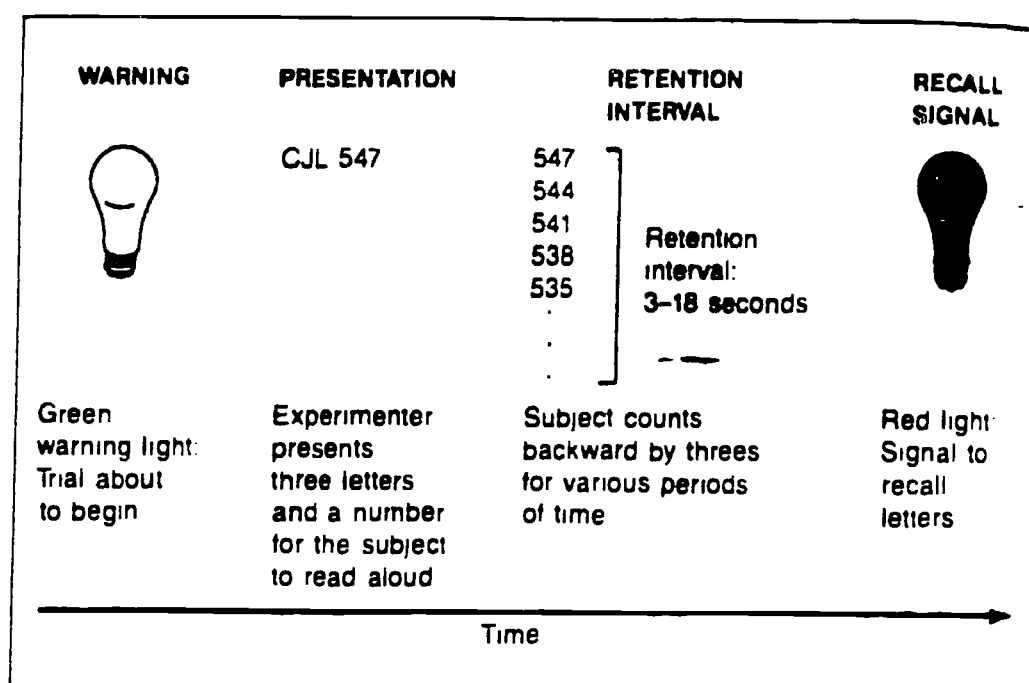 WARNING
PRESENTATION
RETENTION
INTERVAL
RECALL
SIGNAL
CJL 547
547
544
541
538
535
.
.
.
Retention
interval:
3–18 seconds
Green
warning light:
Trial about
to begin
Experimenter
presents
three letters
and a number
for the subject
to read aloud
Subject counts
backward by threes
for various periods
of time
Red light:
Signal to
recall
letters
Time